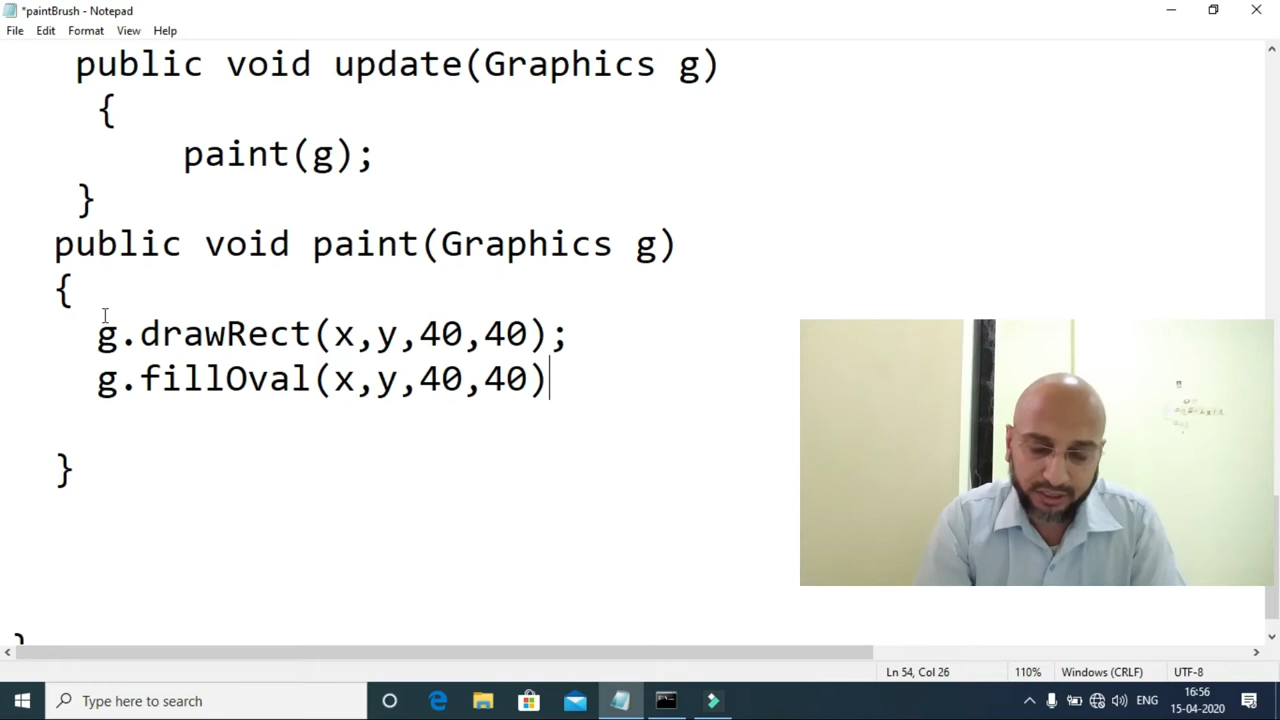 *paintBrush - Notepad
File Edit Format View Help
public void update(Graphics g)
{
paint(g);
}
public void paint(Graphics g)
{
g.drawRect(x,y,40,40);
g.fillOval(x,y,40,40)
}
}
Ln 54, Col 26 110% Windows (CRLF) UTF-8
Type here to search
ENG
16:56
15-04-2020